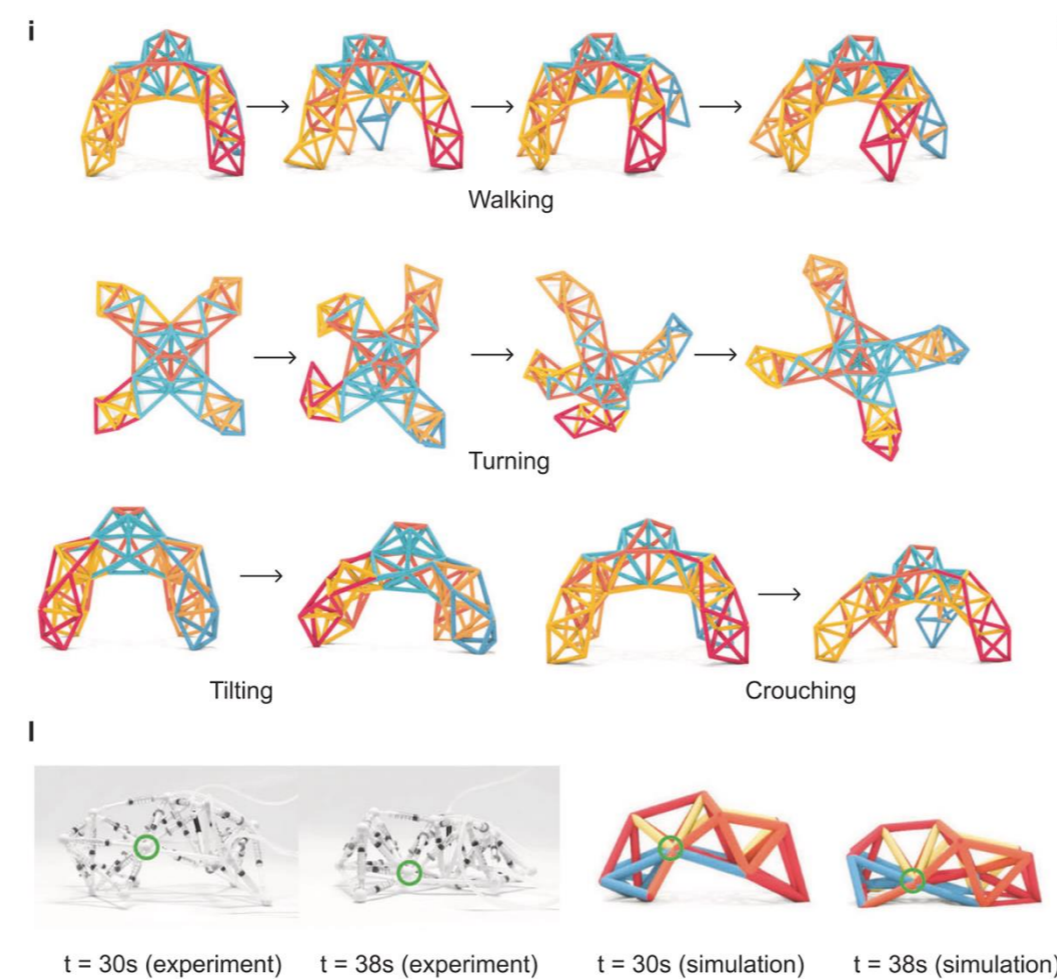 i
Walking
Turning
Tilting
Crouching
l
t = 30s (experiment)
t = 38s (experiment)
t = 30s (simulation)
t = 38s (simulation